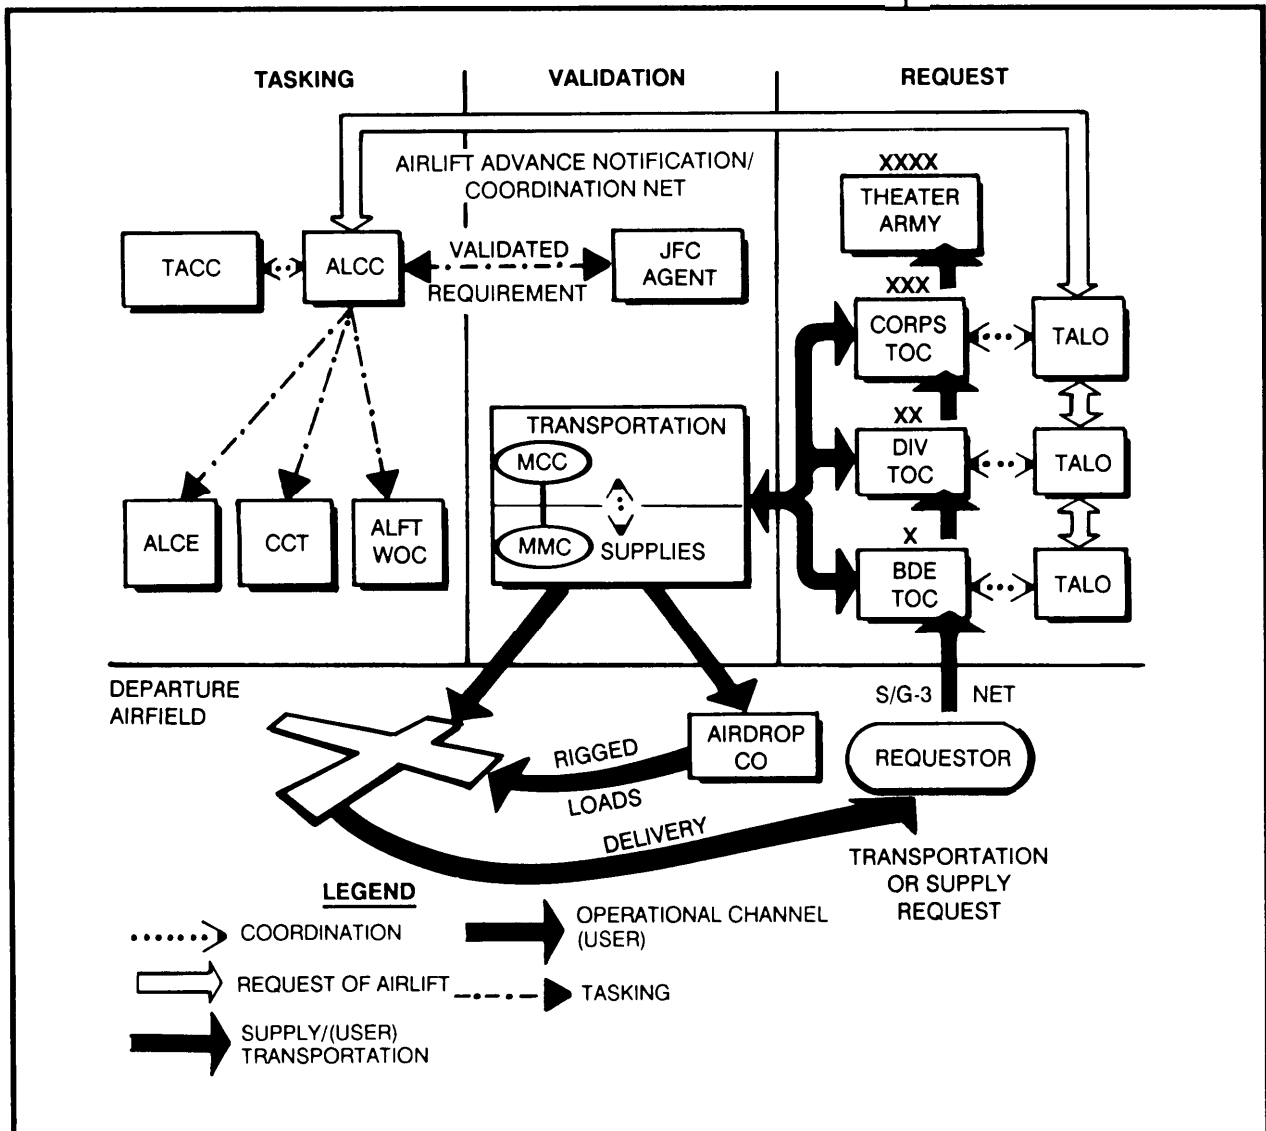 TASKING
VALIDATION
REQUEST
AIRLIFT ADVANCE NOTIFICATION/
COORDINATION NET
XXXX
THEATER
ARMY
TACC
ALCC
VALIDATED
REQUIREMENT
JFC
AGENT
XXX
CORPS
TOC
TALO
TRANSPORTATION
MCC
MMC
SUPPLIES
XX
DIV
TOC
TALO
ALCE
CCT
ALFT
WOC
X
BDE
TOC
TALO
DEPARTURE
AIRFIELD
S/G-3 NET
AIRDROP
CO
REQUESTOR
RIGGED
LOADS
DELIVERY
TRANSPORTATION
OR SUPPLY
REQUEST
LEGEND
COORDINATION
OPERATIONAL CHANNEL
(USER)
REQUEST OF AIRLIFT
TASKING
SUPPLY/(USER)
TRANSPORTATION